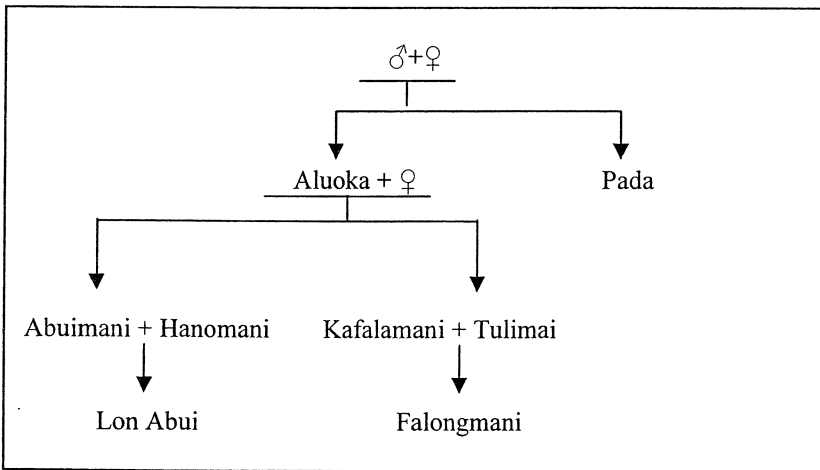 ♂+♀
Aluoka + ♀ Pada
Abuimani + Hanomani Kafalamani + Tulimai
Lon Abui Falongmani